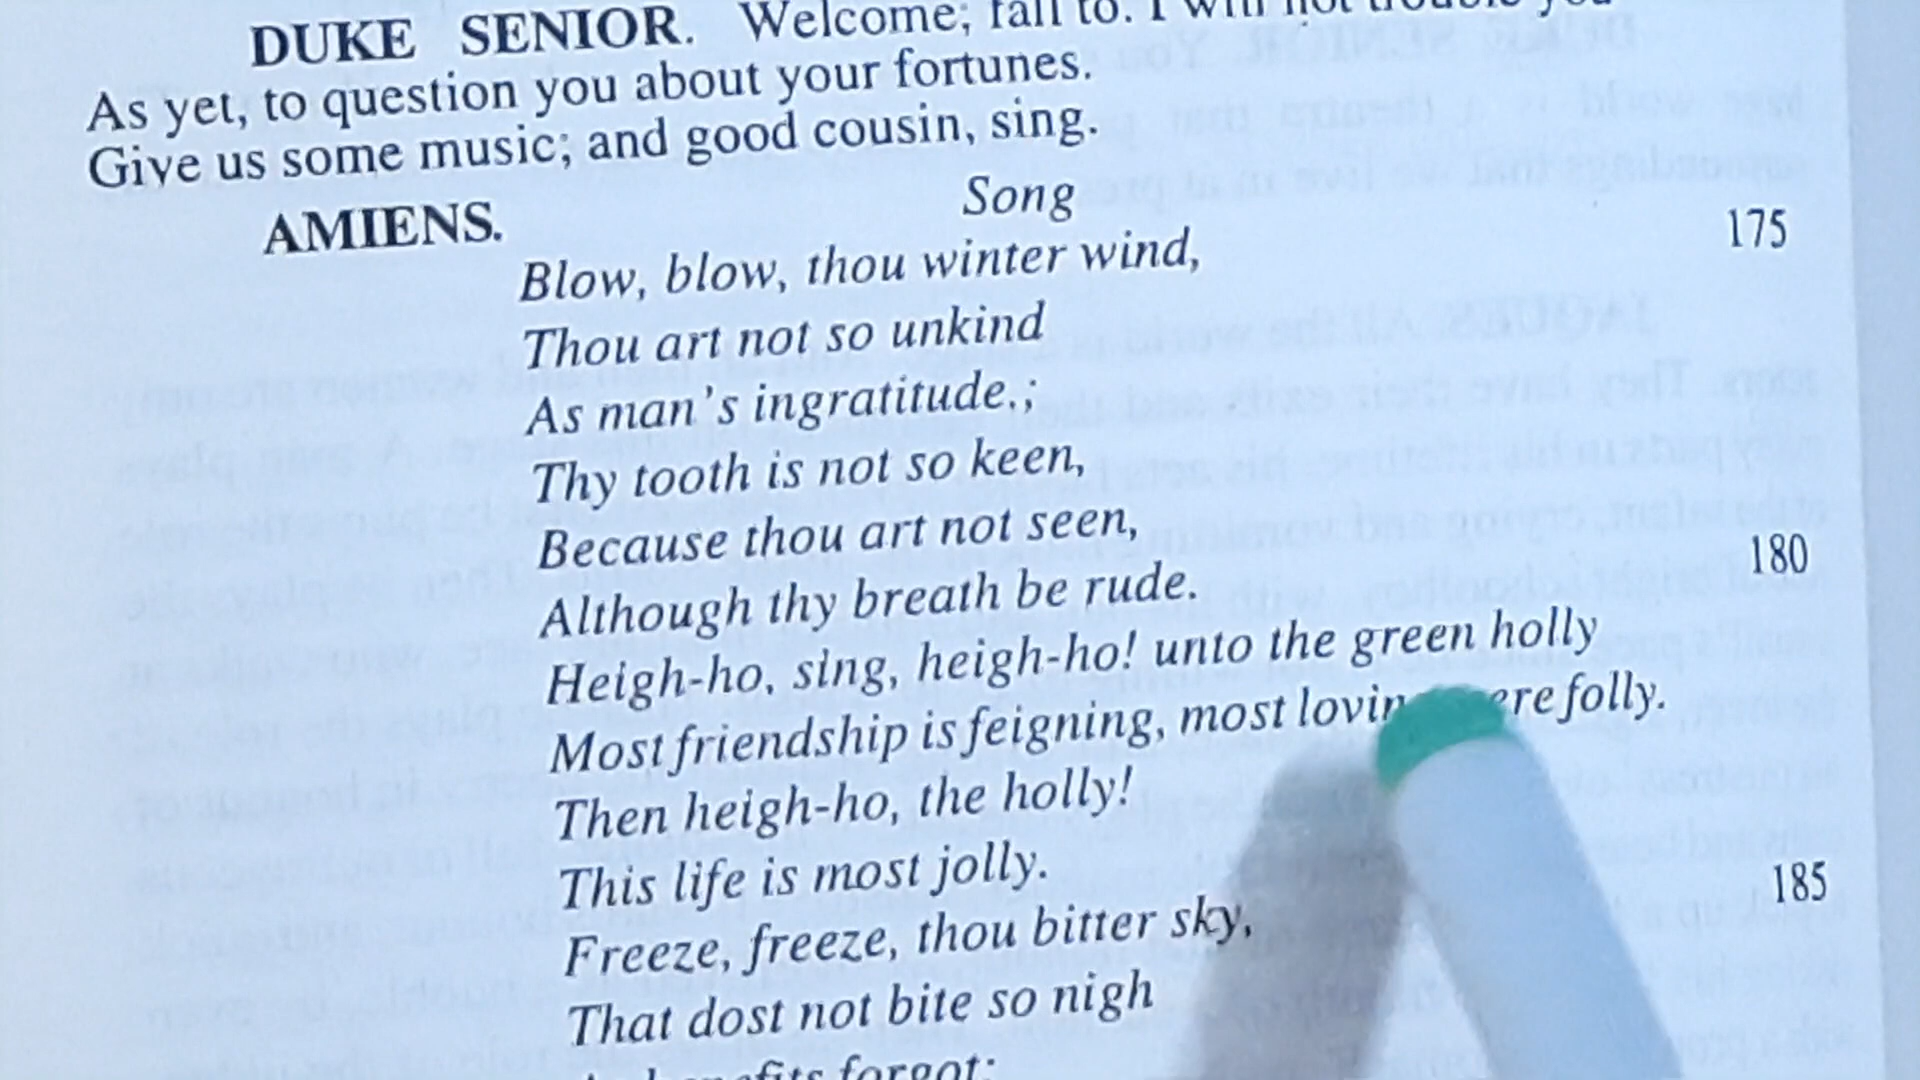 DUKE SENIOR. Welcome; fall to. I will not trouble you
As yet, to question you about your fortunes.
Give us some music; and good cousin, sing.
Song
AMIENS.
175
Blow, blow, thou winter wind,
Thou art not so unkind
As man's ingratitude.;
Thy tooth is not so keen,
Because thou art not seen,
180
Although thy breath be rude.
Heigh-ho, sing, heigh-ho! unto the green holly
Most friendship is feigning, most folly.
Then heigh-ho, the holly!
This life is most jolly.
185
Freeze, freeze, thou bitter sky,
That dost not bite so nigh
forgot: